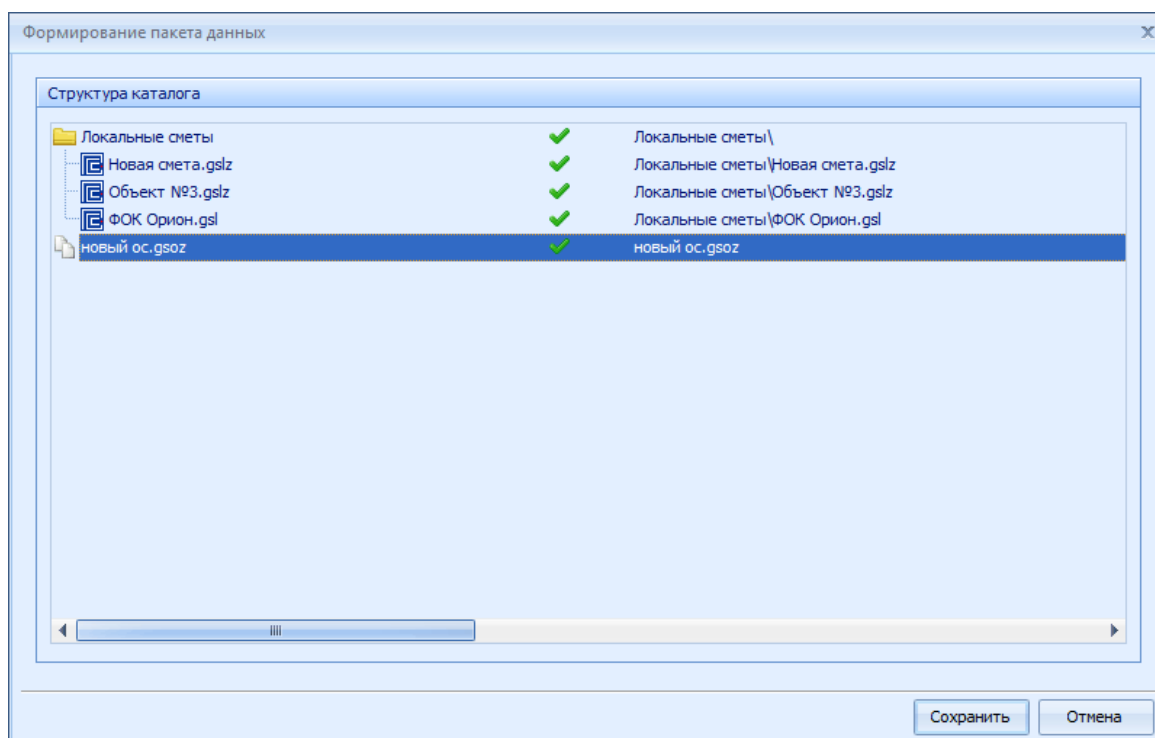 Формирование пакета данных
Структура каталога
Локальные сметы Локальные сметы\
Новая смета.gslz Локальные сметы\Новая смета.gslz
Объект №3.gslz Локальные сметы\Объект №3.gslz
ФОК Орион.gsl Локальные сметы\ФОК Орион.gsl
новый ос.gsoz новый ос.gsoz
Сохранить Отмена